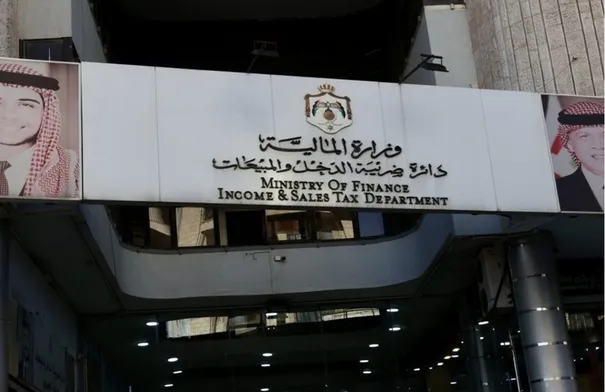 وزارة المالية
دائرة ضريبة الدخل والمبيعات
MINISTRY OF FINANCE
INCOME & SALES TAX DEPARTMENT